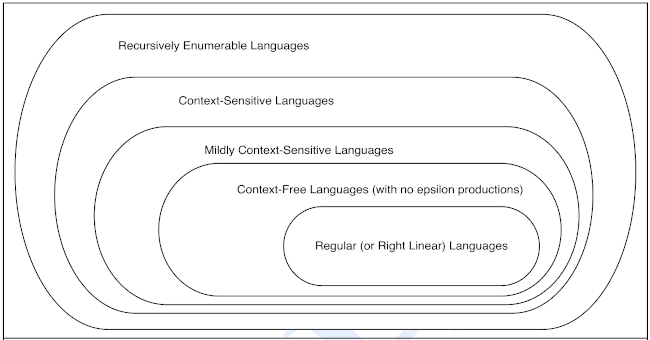 Recursively Enumerable Languages
Context-Sensitive Languages
Mildly Context-Sensitive Languages
Context-Free Languages (with no epsilon productions)
Regular (or Right Linear) Languages